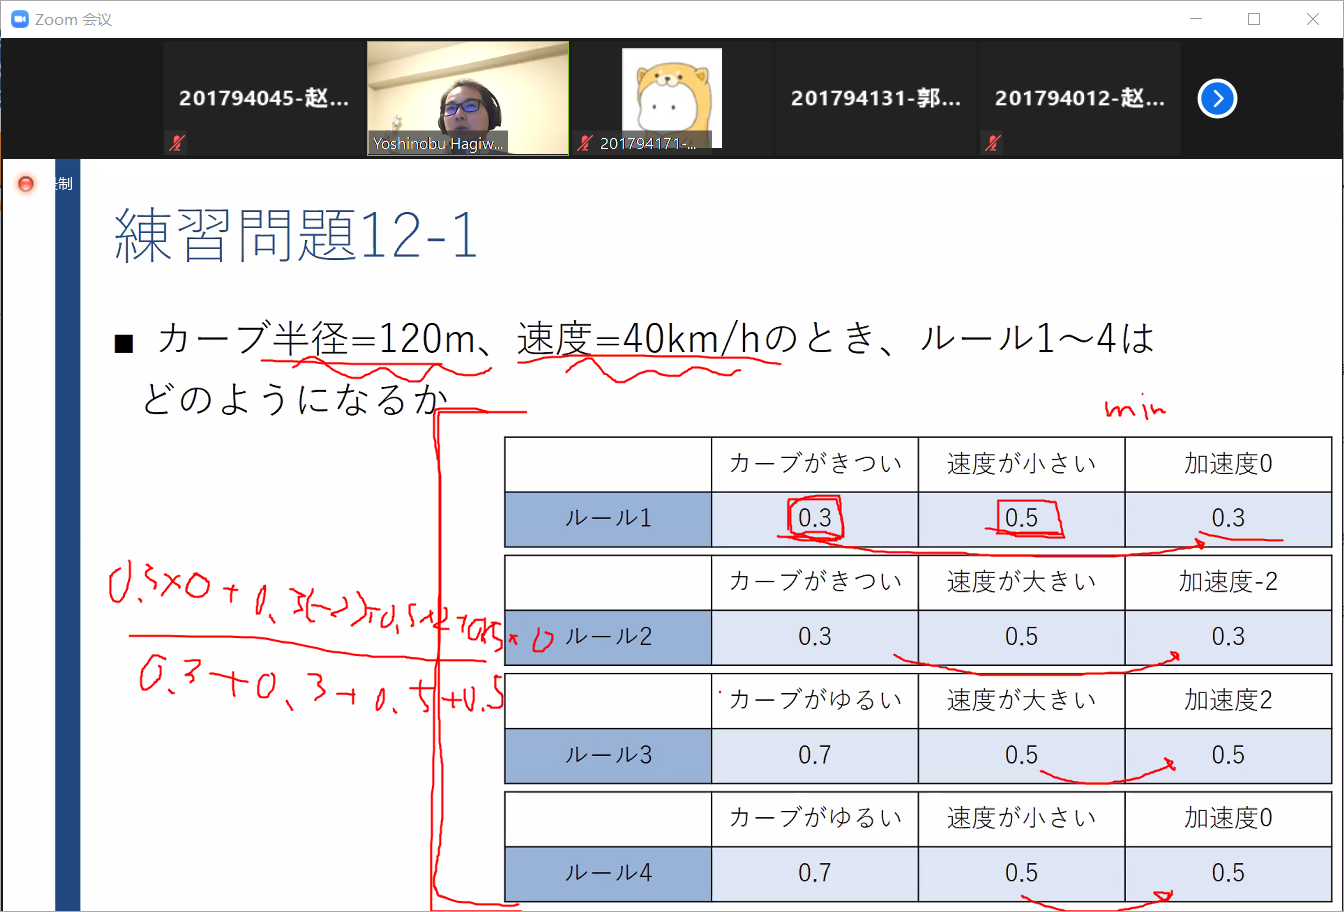 Zoom 会议
201794045-赵...
Yoshinobu Hagiw...
201794171-...
201794131-郭...
201794012-赵...
制
練習問題12-1
■ カーブ半径=120m、速度=40km/hのとき、ルール1～4は
どのようになるか
min
カーブがきつい 速度が小さい 加速度0
ルール1 0.3 0.5 0.3
カーブがきつい 速度が大きい 加速度-2
ルール2 0.3 0.5 0.3
カーブがゆるい 速度が大きい 加速度2
ルール3 0.7 0.5 0.5
カーブがゆるい 速度が小さい 加速度0
ルール4 0.7 0.5 0.5
0.3×0+0.3(-2)+0.5×2+0.5×0
0.3+0.3+0.5+0.5